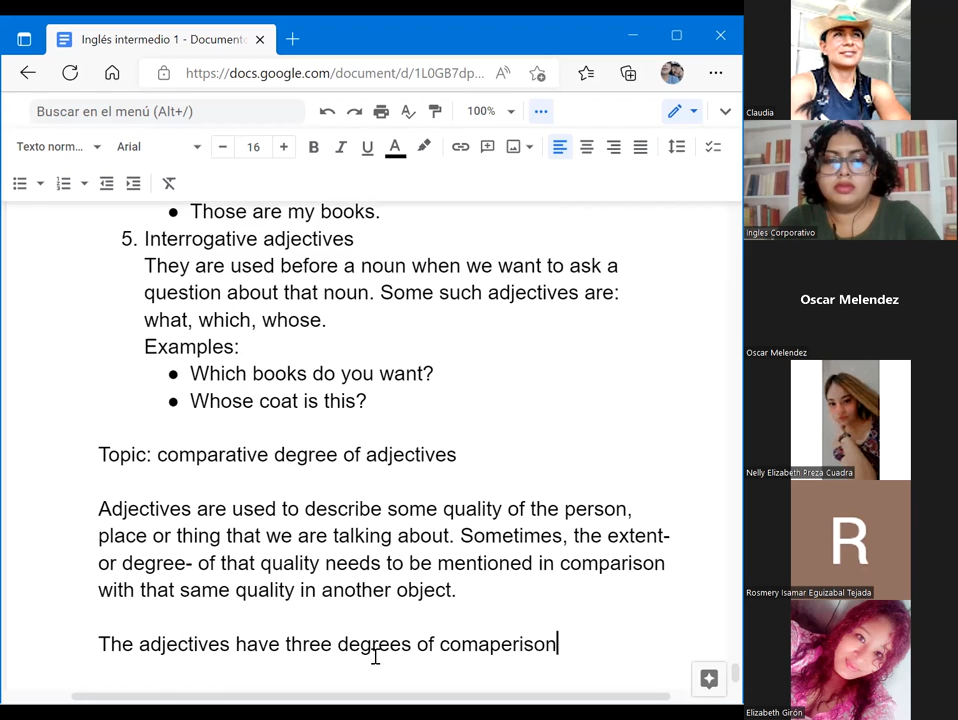 Inglés intermedio 1 - Documento
https://docs.google.com/document/d/1L0GB7dp...
Buscar en el menú (Alt+/)
100%
Texto norm...
Arial
16
Those are my books.
5. Interrogative adjectives
They are used before a noun when we want to ask a
question about that noun. Some such adjectives are:
what, which, whose.
Examples:
Which books do you want?
Whose coat is this?
Topic: comparative degree of adjectives
Adjectives are used to describe some quality of the person,
place or thing that we are talking about. Sometimes, the extent-
or degree- of that quality needs to be mentioned in comparison
with that same quality in another object.
The adjectives have three degrees of comaperison
Claudia
Ingles Corporativo
Oscar Melendez
Oscar Melendez
Nelly Elizabeth Preza Cuadra
R
Rosmery Isamar Eguizabal Tejada
Elizabeth Girón